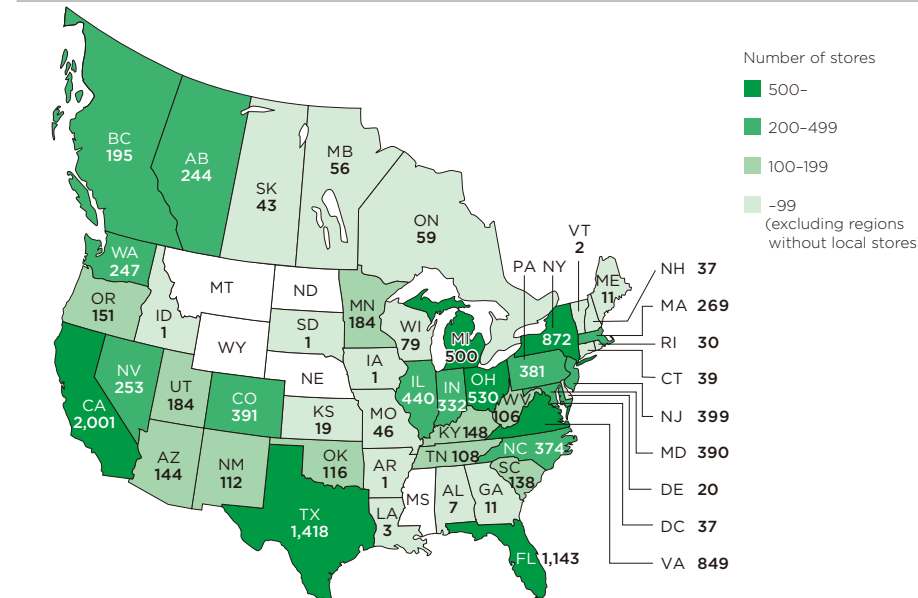 Number of stores
500–
200–499
100–199
–99
(excluding regions
without local stores
BC
195
AB
244
SK
43
MB
56
ON
59
VT
2
PA NY
NH 37
ME
11
MA 269
RI 30
CT 39
NJ 399
MD 390
DE 20
DC 37
VA 849
WA
247
OR
151
ID
1
MT
ND
SD
1
WY
NE
MN
184
WI
79
MI
500
872
381
IA
1
NV
253
UT
184
CO
391
KS
19
MO
46
IL
440
IN
332
OH
530
WV
106
KY 148
CA
2,001
AZ
144
NM
112
OK
116
AR
1
TN 108
NC 374
SC
138
TX
1,418
LA
3
MS
AL
7
GA
11
FL 1,143